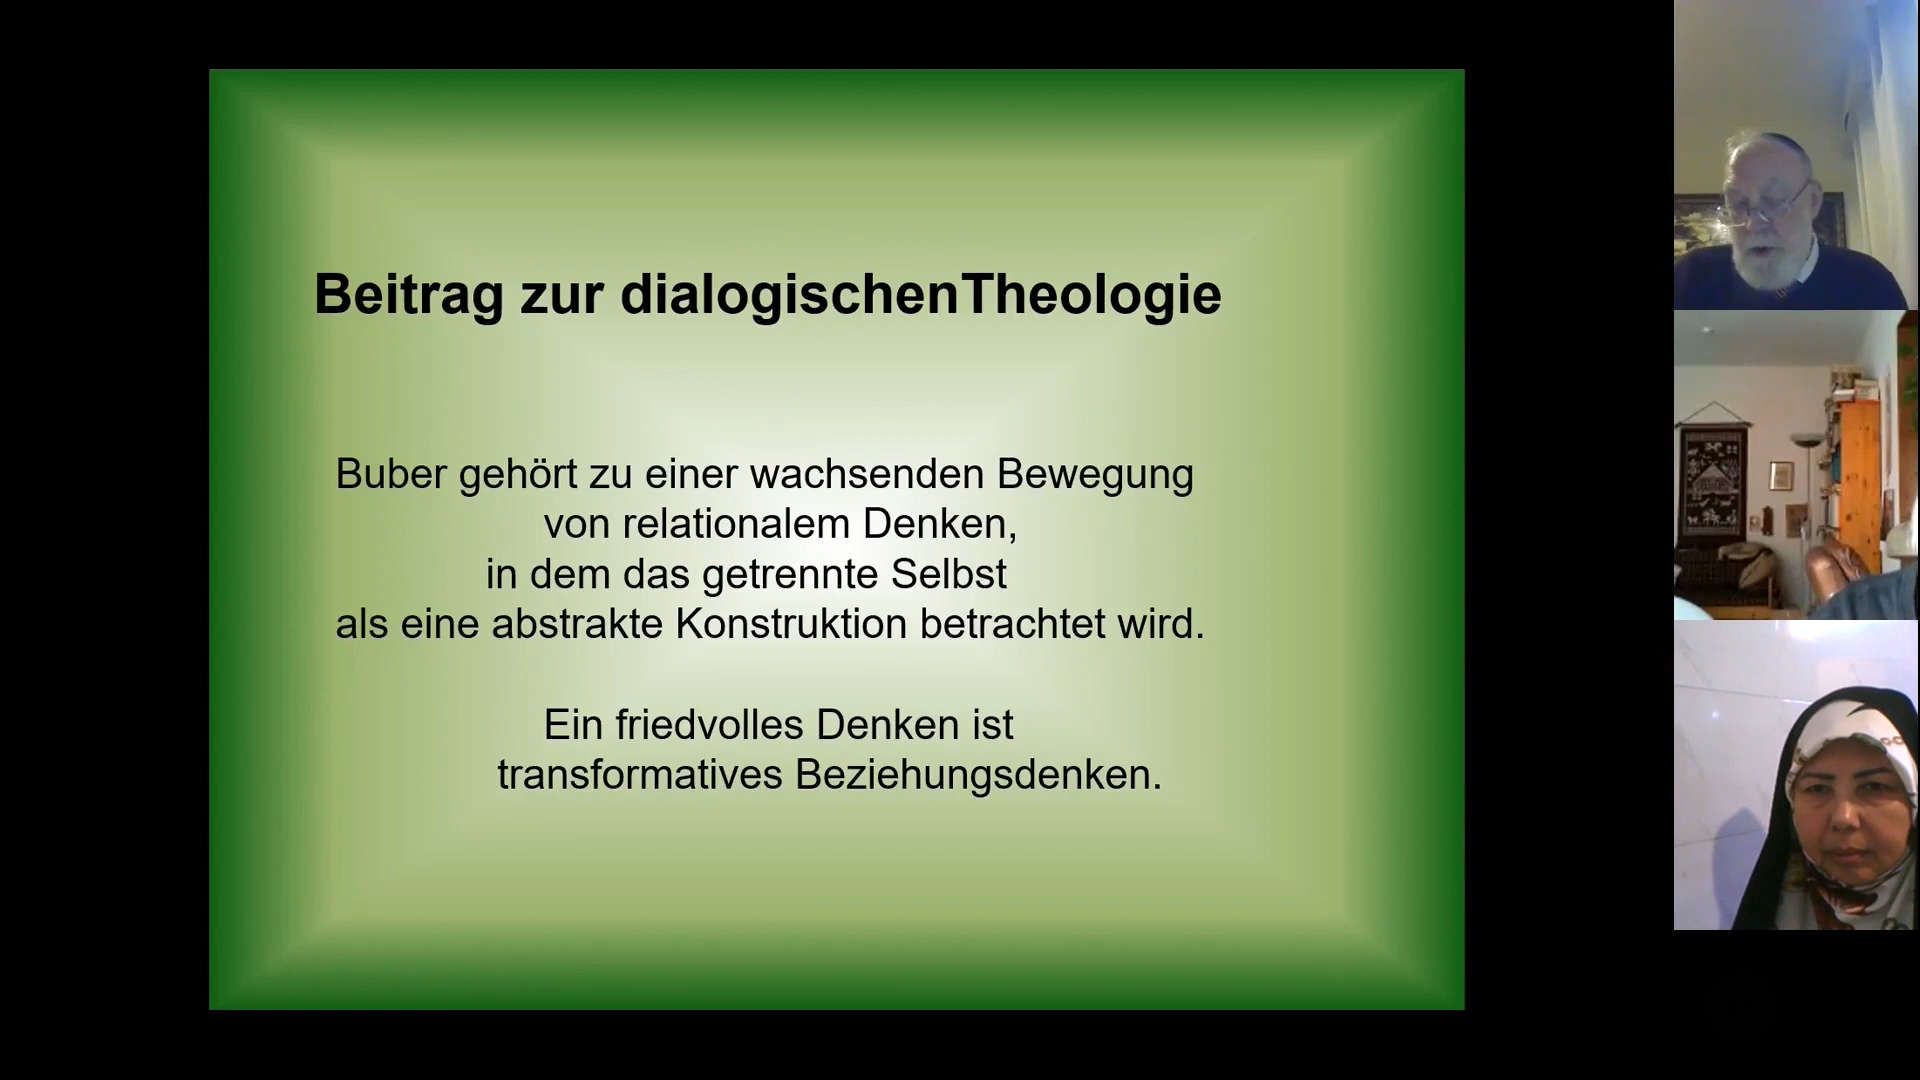 Beitrag zur dialogischenTheologie
Buber gehört zu einer wachsenden Bewegung
von relationalem Denken,
in dem das getrennte Selbst
als eine abstrakte Konstruktion betrachtet wird.
Ein friedvolles Denken ist
transformatives Beziehungsdenken.